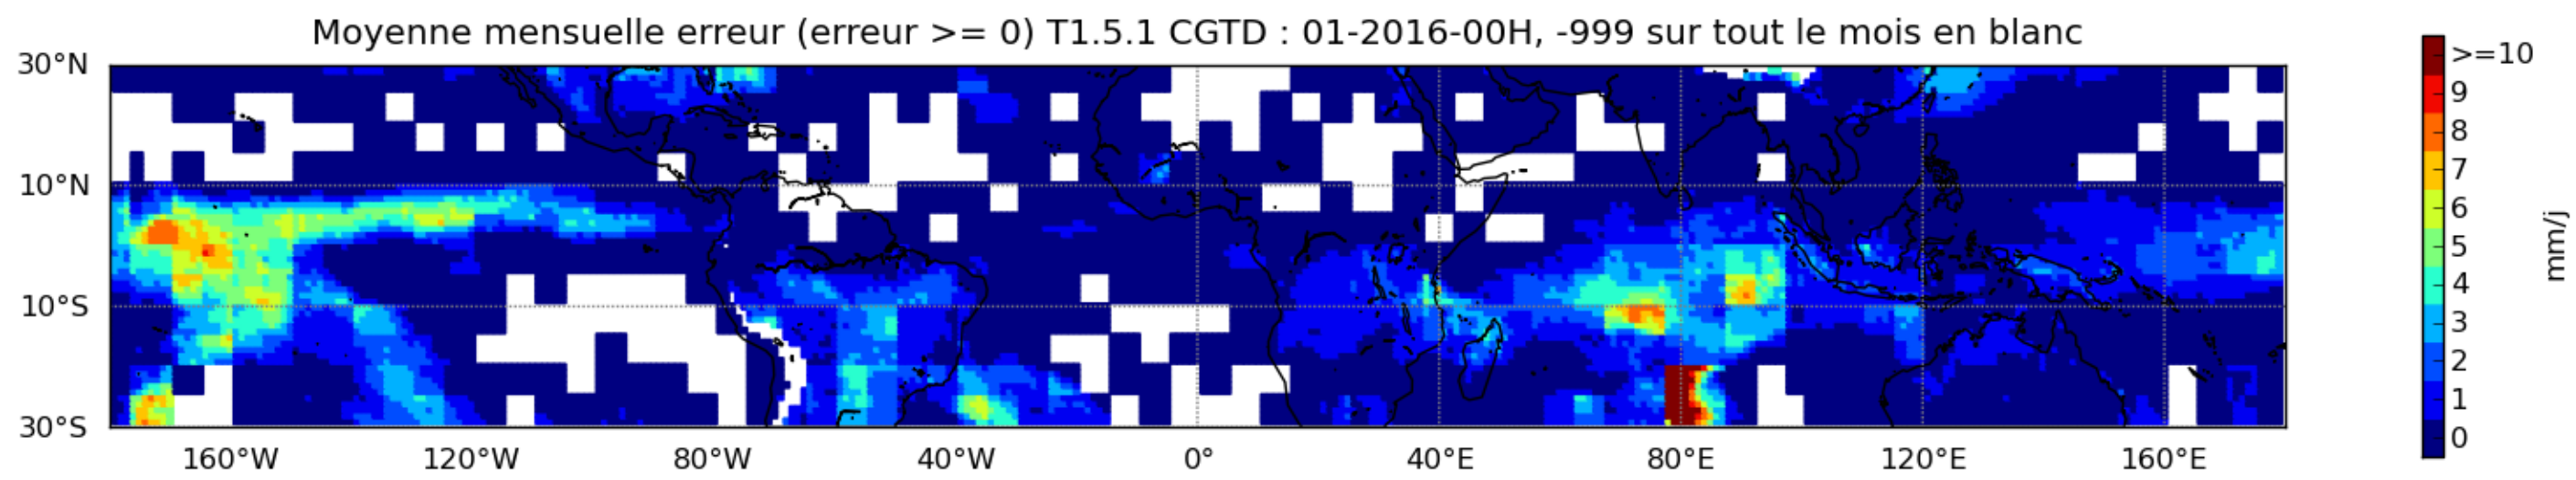 Moyenne mensuelle erreur (erreur >= 0) T1.5.1 CGTD : 01-2016-00H, -999 sur tout le mois en blanc
30°N
10°N
10°S
30°S
160°W 120°W 80°W 40°W 0° 40°E 80°E 120°E 160°E
>=10
9
8
7
6
5
4
3
2
1
0
mm/j